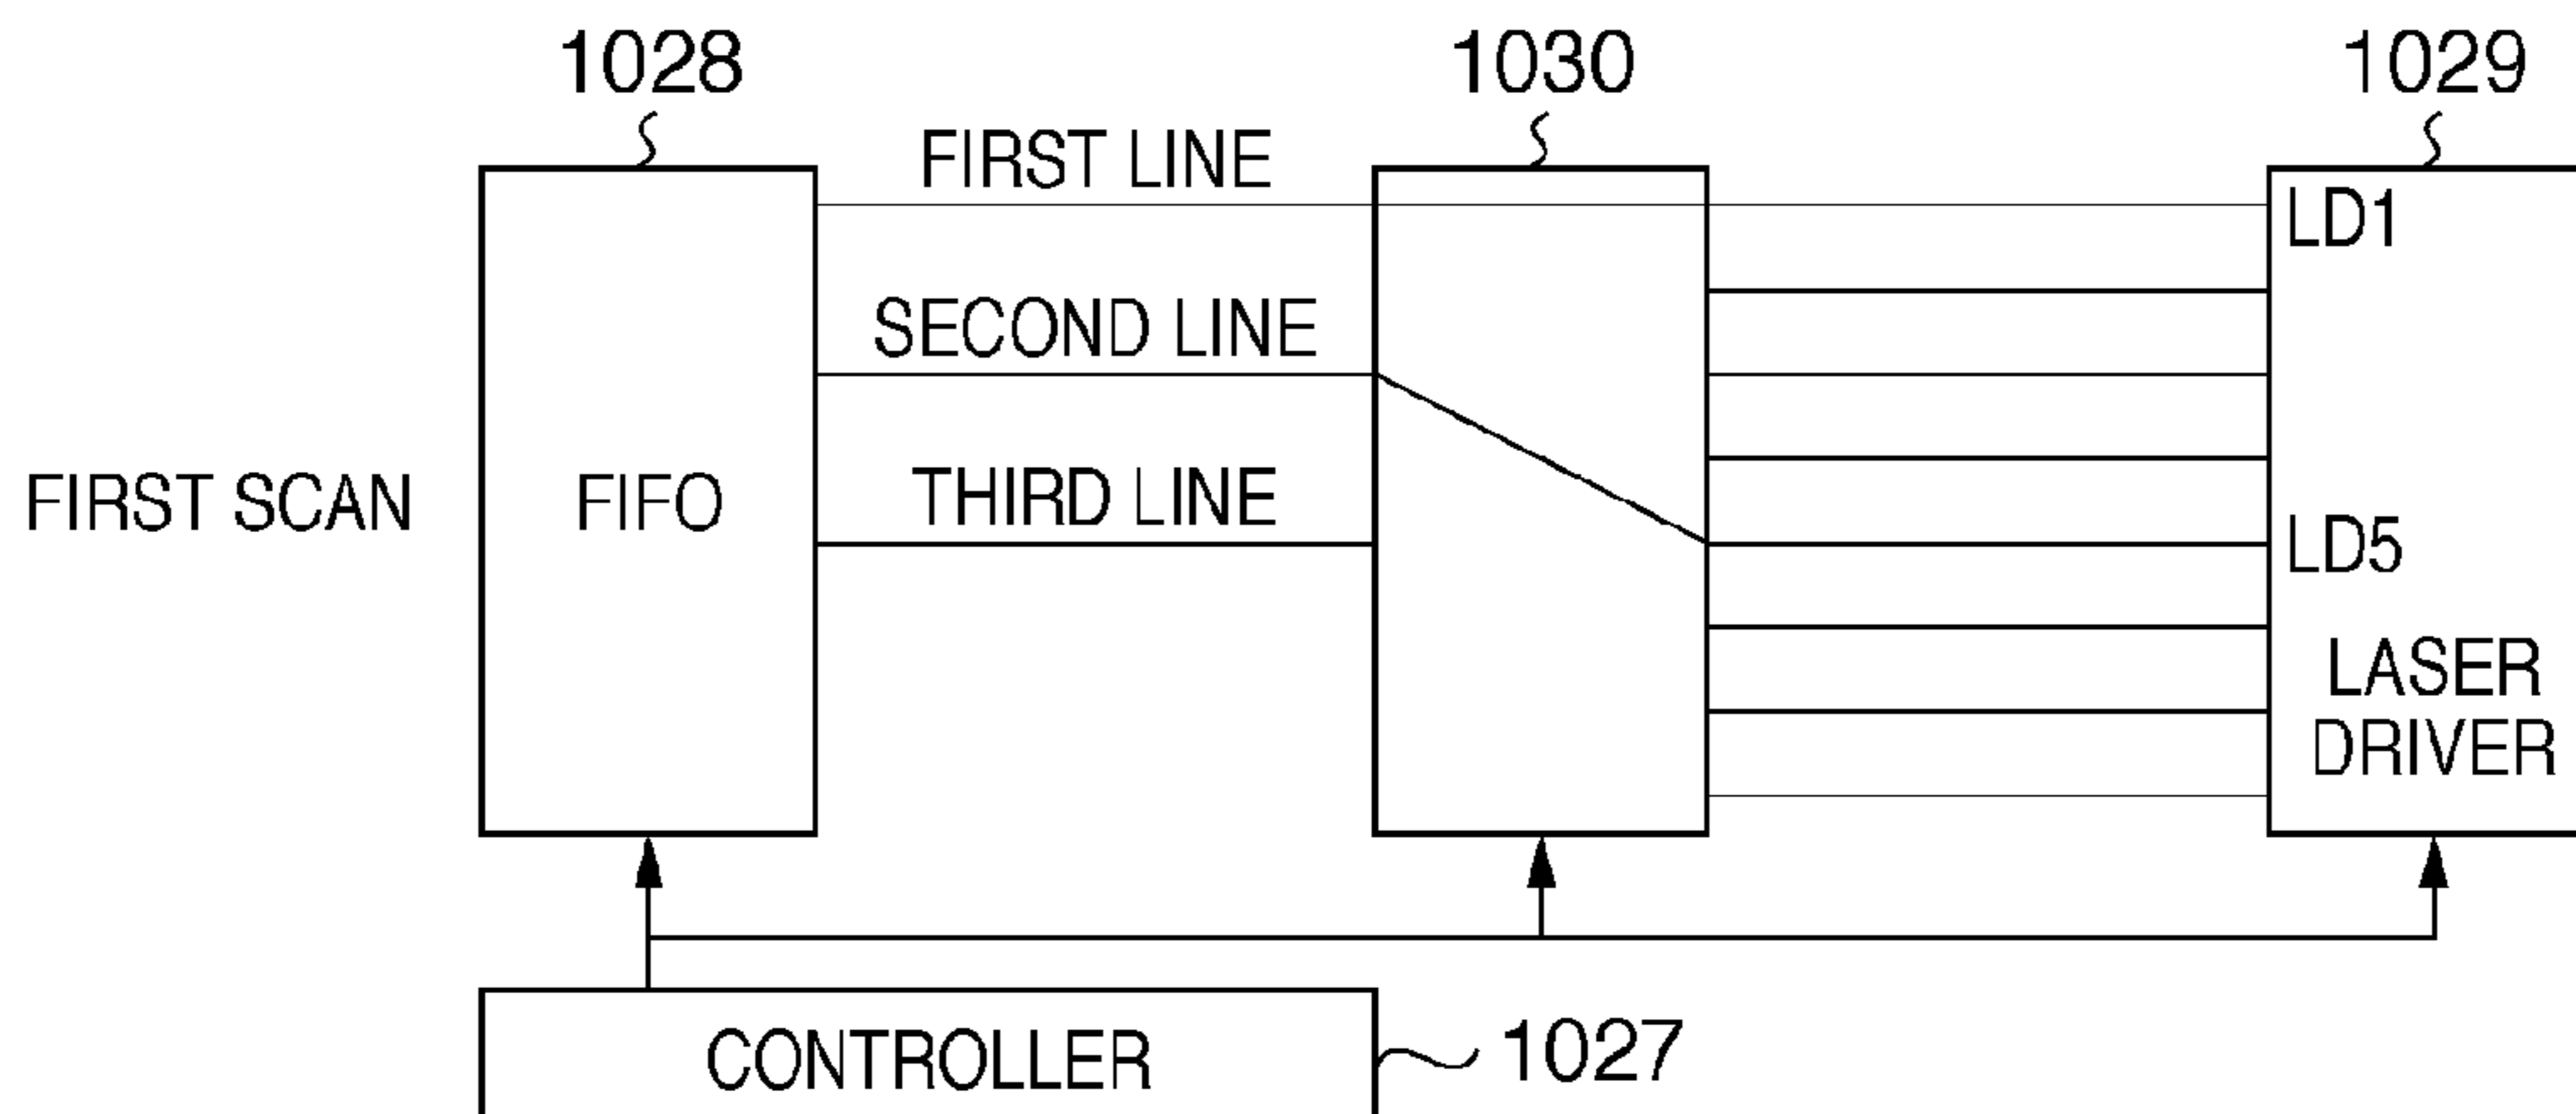 1028
1030
1029
FIRST LINE
LD1
SECOND LINE
FIRST SCAN
FIFO
THIRD LINE
LD5
LASER
DRIVER
CONTROLLER
1027